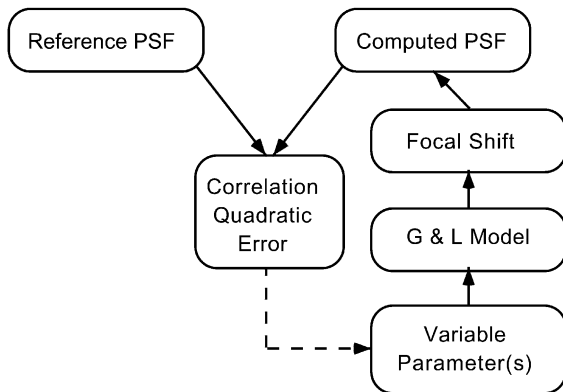 Reference PSF
Computed PSF
Focal Shift
Correlation
Quadratic
Error
G & L Model
Variable
Parameter(s)